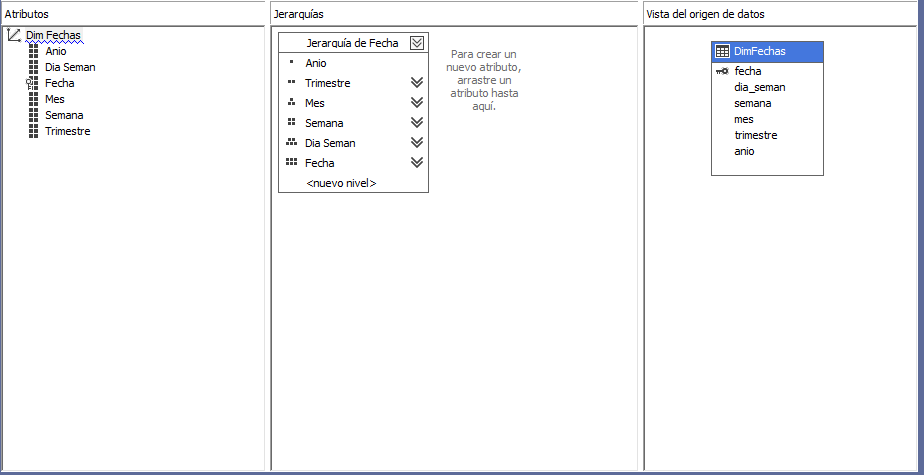 Atributos
Dim Fechas
Anio
Dia Seman
Fecha
Mes
Semana
Trimestre
Jerarquías
Jerarquía de Fecha
Anio
Trimestre
Mes
Semana
Dia Seman
Fecha
<nuevo nivel>
Para crear un
nuevo atributo,
arrastre un
atributo hasta
aquí.
Vista del origen de datos
DimFechas
fecha
dia_seman
semana
mes
trimestre
anio